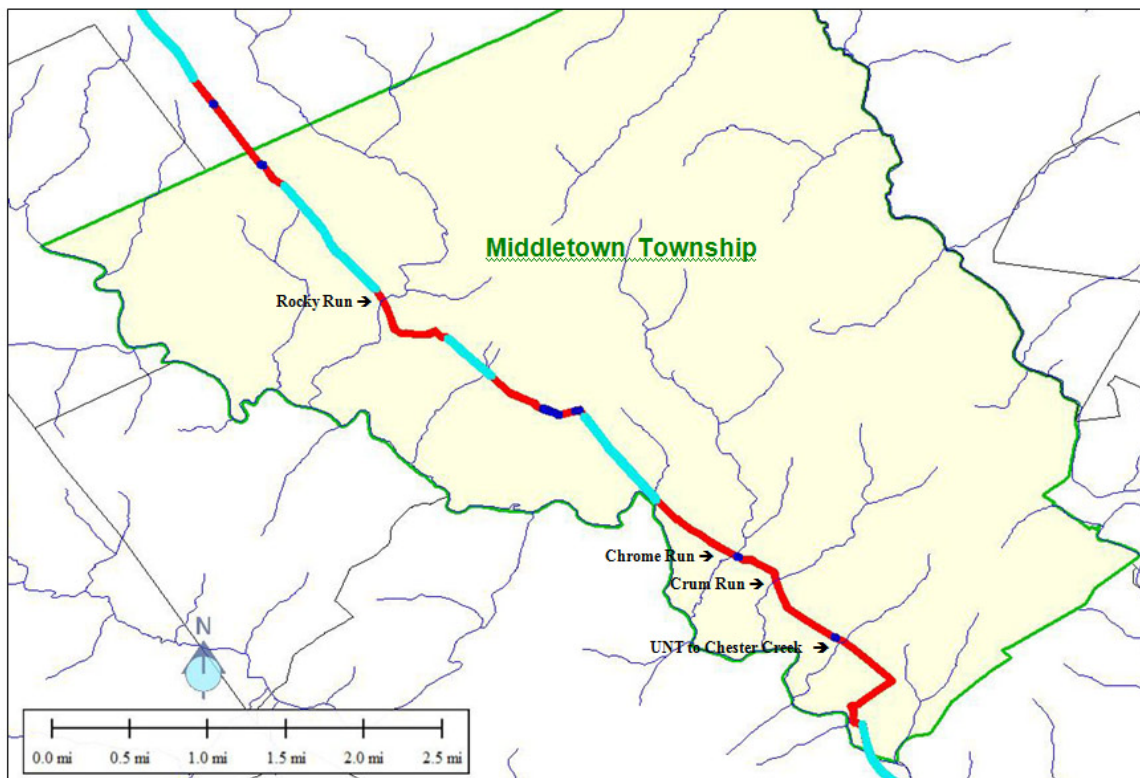 Middletown Township
Rocky Run →
Chrome Run →
Crum Run →
UNT to Chester Creek →
N
0.0 mi 0.5 mi 1.0 mi 1.5 mi 2.0 mi 2.5 mi